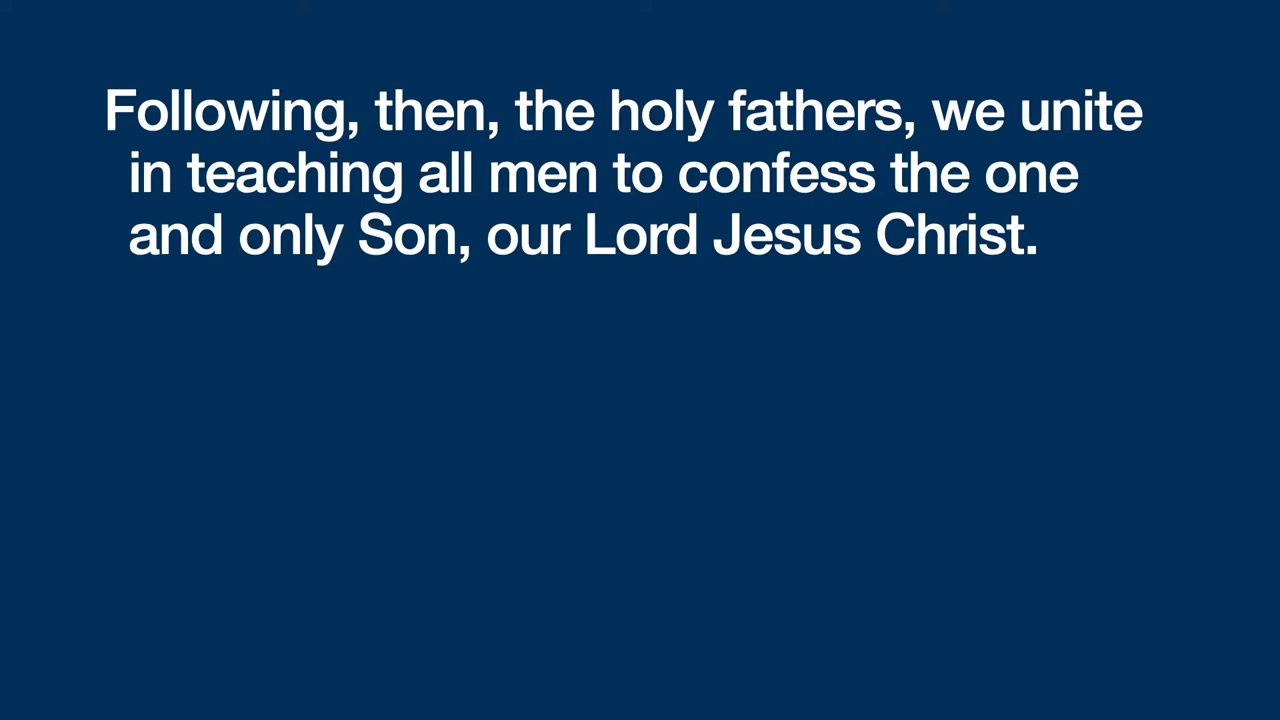 Following, then, the holy fathers, we unite
in teaching all men to confess the one
and only Son, our Lord Jesus Christ.